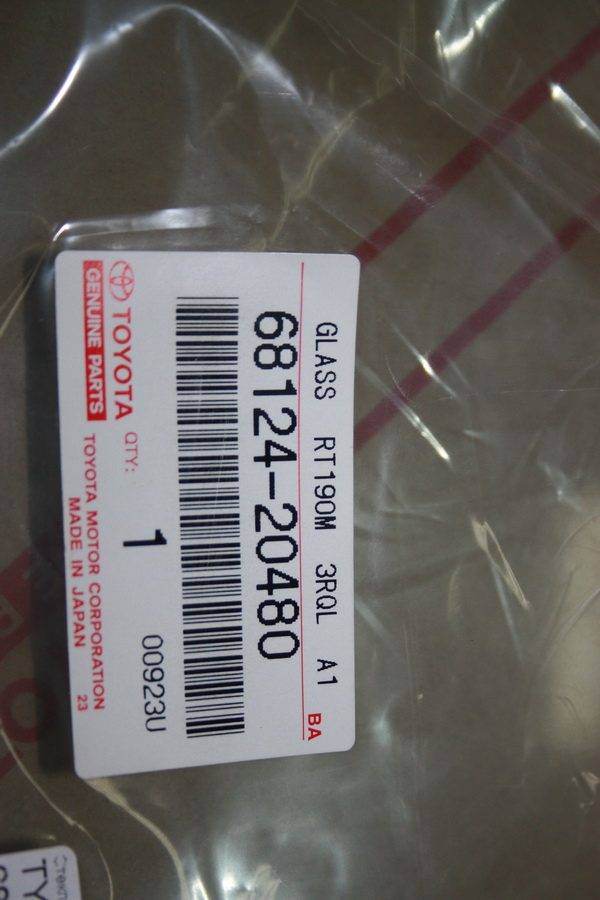 GLASS RT190M 3RQL A1 BA
68124-20480
TOYOTA QTY: 1 00923U
GENUINE PARTS
TOYOTA MOTOR CORPORATION
MADE IN JAPAN 23
TY